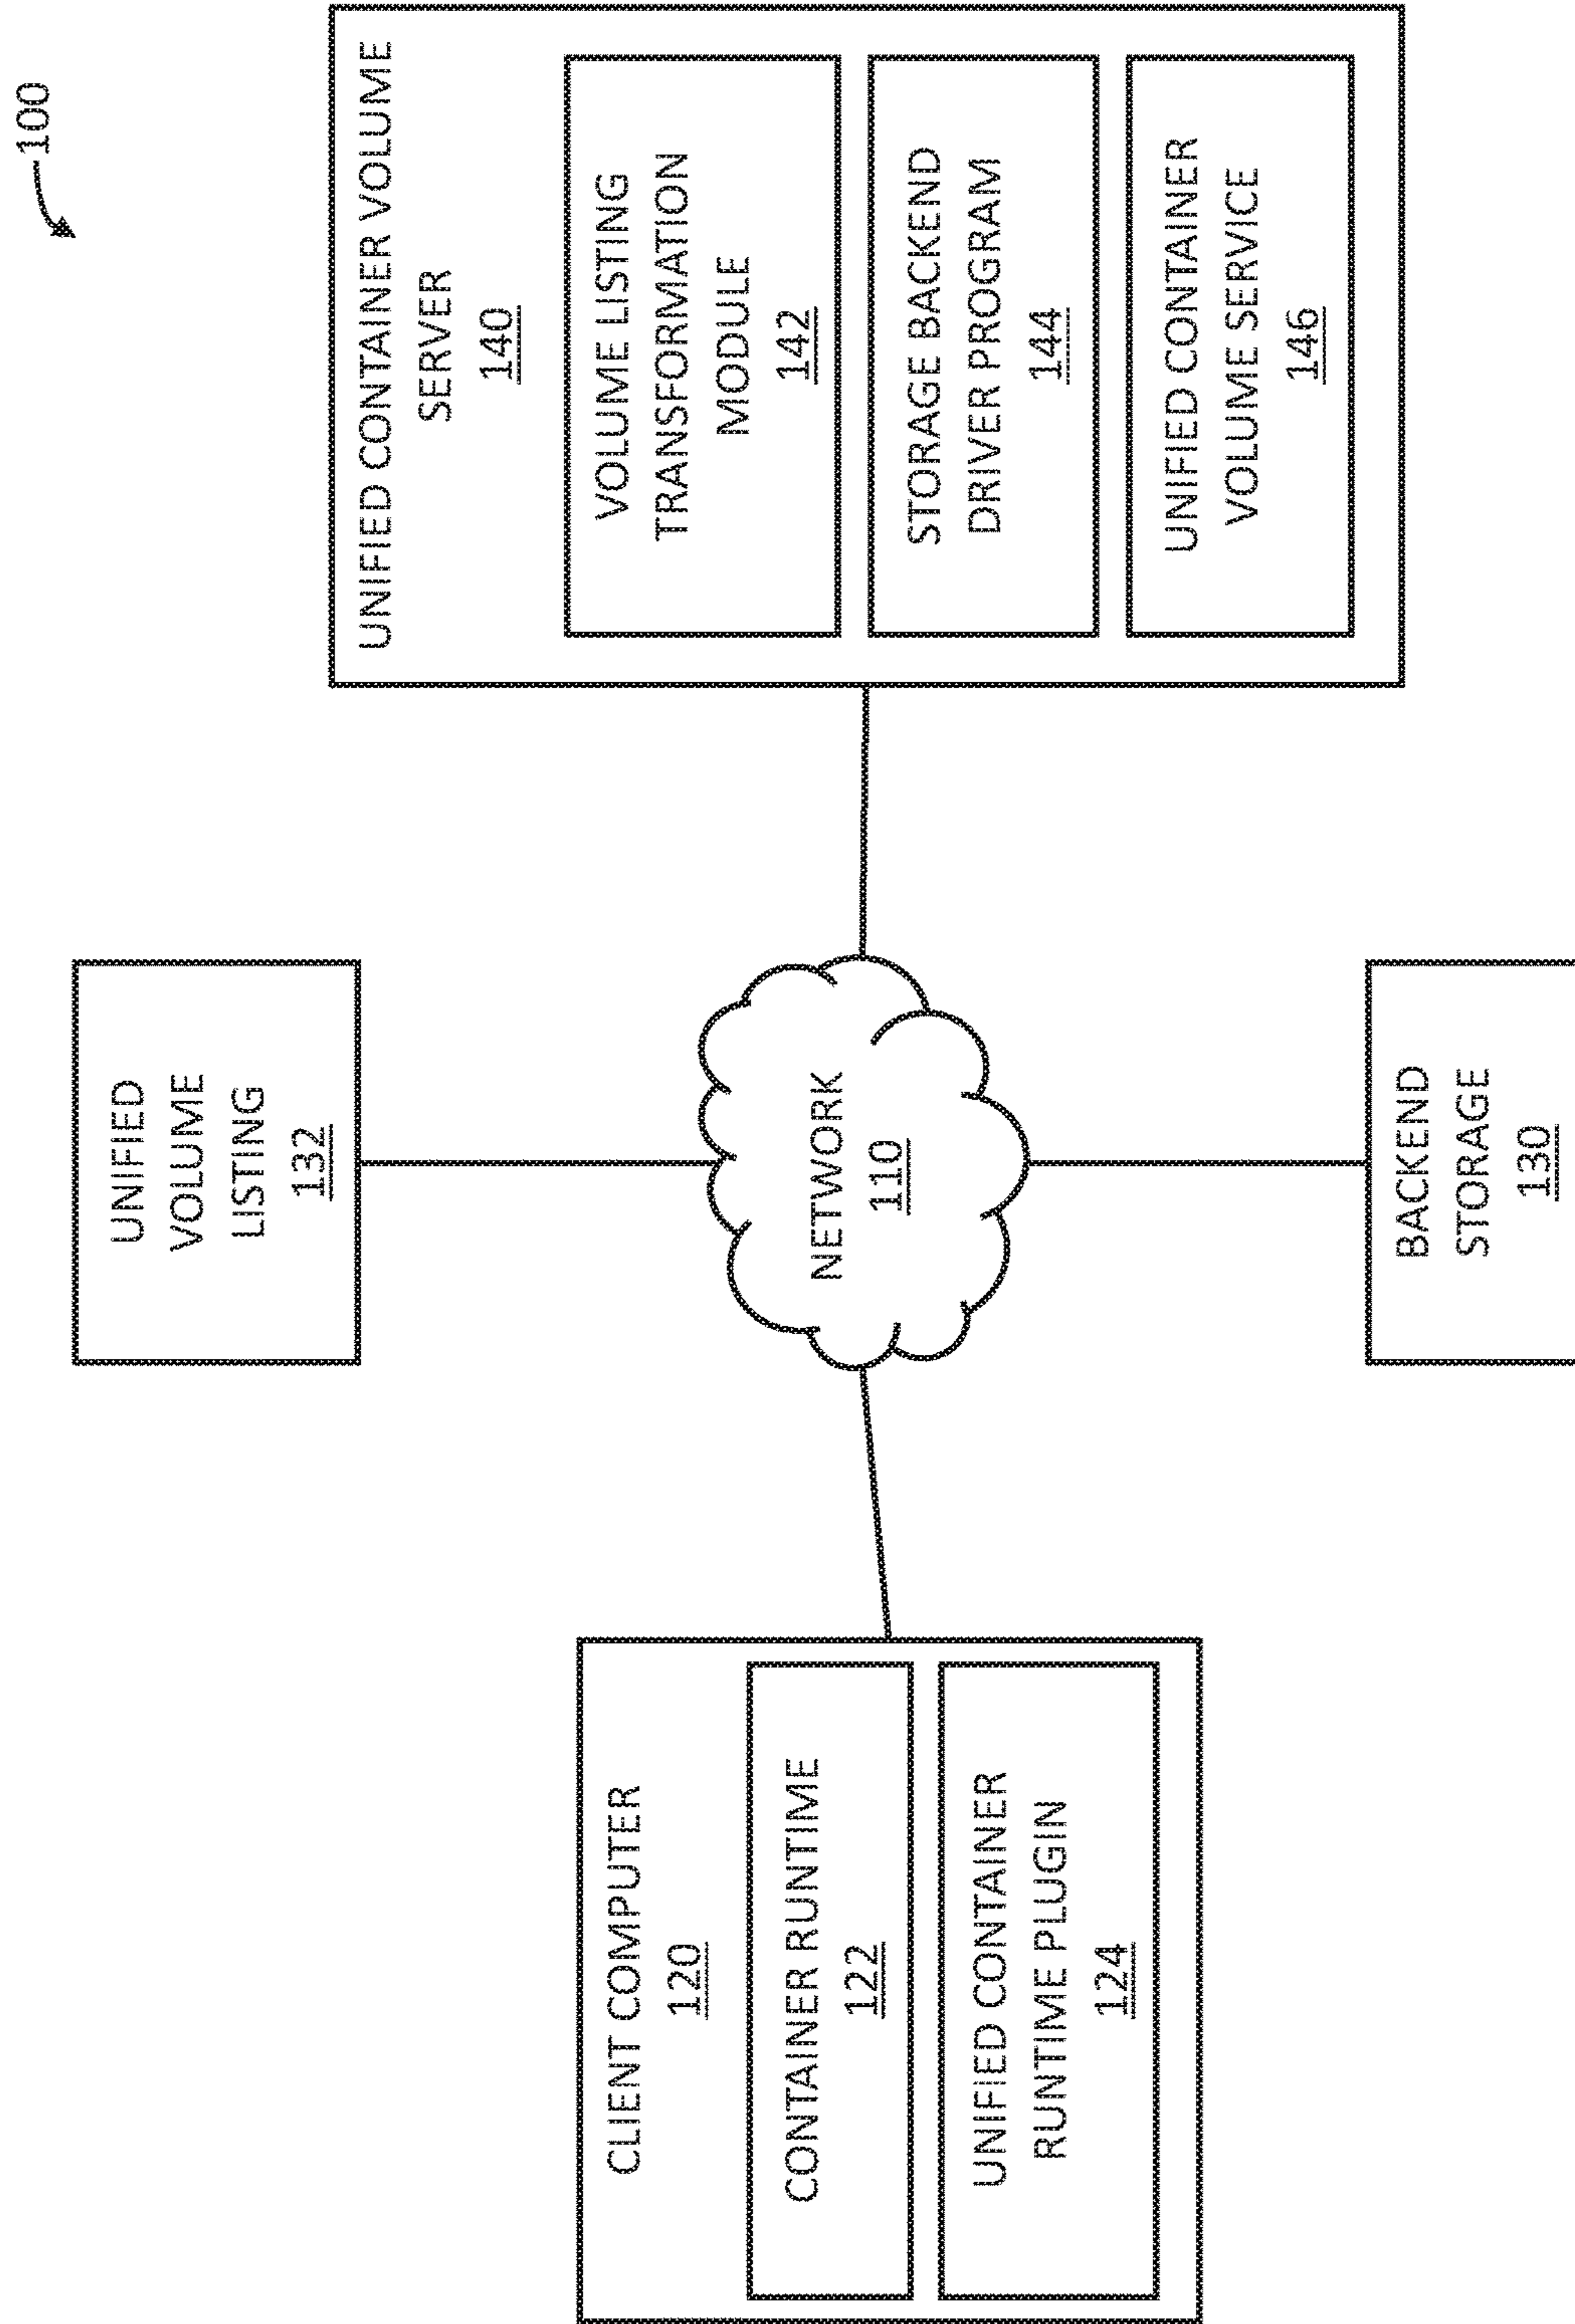 100
UNIFIED
VOLUME
LISTING
132
CLIENT COMPUTER
120
CONTAINER RUNTIME
122
UNIFIED CONTAINER
RUNTIME PLUGIN
124
NETWORK
110
UNIFIED CONTAINER VOLUME
SERVER
140
VOLUME LISTING
TRANSFORMATION
MODULE
142
STORAGE BACKEND
DRIVER PROGRAM
144
UNIFIED CONTAINER
VOLUME SERVICE
146
BACKEND
STORAGE
130